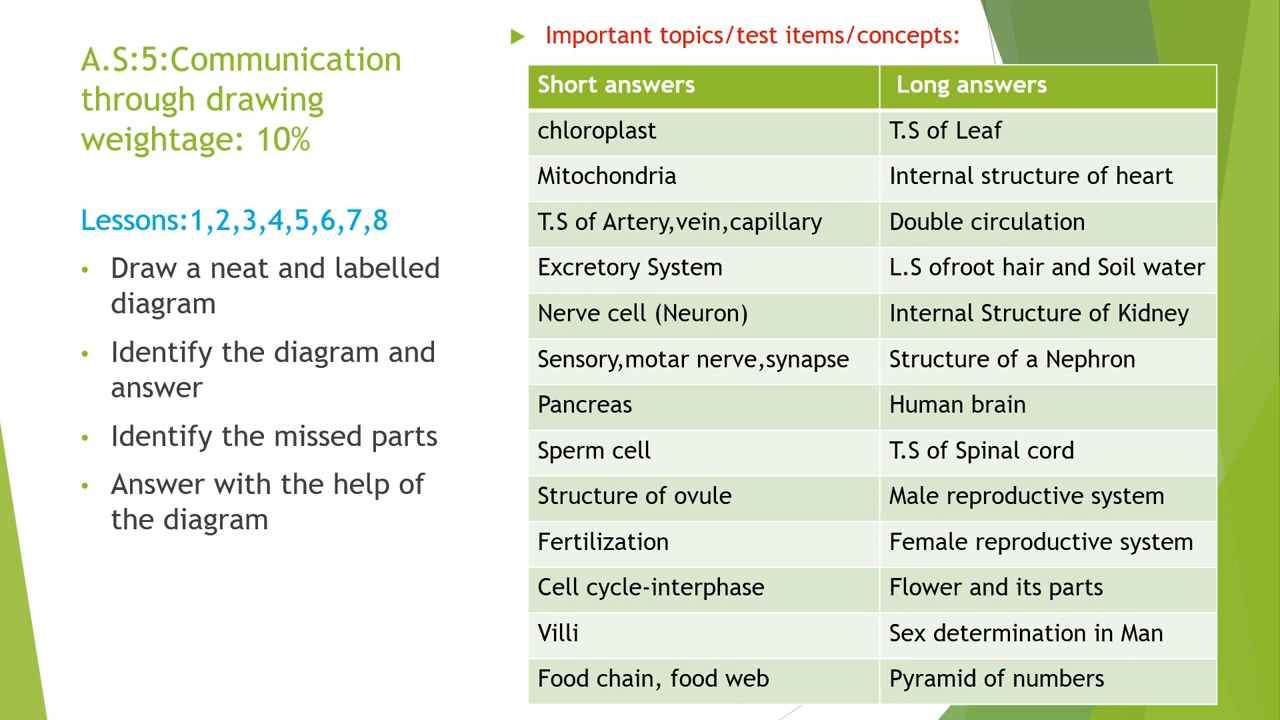 A.S:5:Communication
through drawing
weightage: 10%
Lessons:1,2,3,4,5,6,7,8
• Draw a neat and labelled
diagram
• Identify the diagram and
answer
• Identify the missed parts
• Answer with the help of
the diagram
Important topics/test items/concepts:
Short answers Long answers
chloroplast T.S of Leaf
Mitochondria Internal structure of heart
T.S of Artery,vein,capillary Double circulation
Excretory System L.S ofroot hair and Soil water
Nerve cell (Neuron) Internal Structure of Kidney
Sensory,motar nerve,synapse Structure of a Nephron
Pancreas Human brain
Sperm cell T.S of Spinal cord
Structure of ovule Male reproductive system
Fertilization Female reproductive system
Cell cycle-interphase Flower and its parts
Villi Sex determination in Man
Food chain, food web Pyramid of numbers